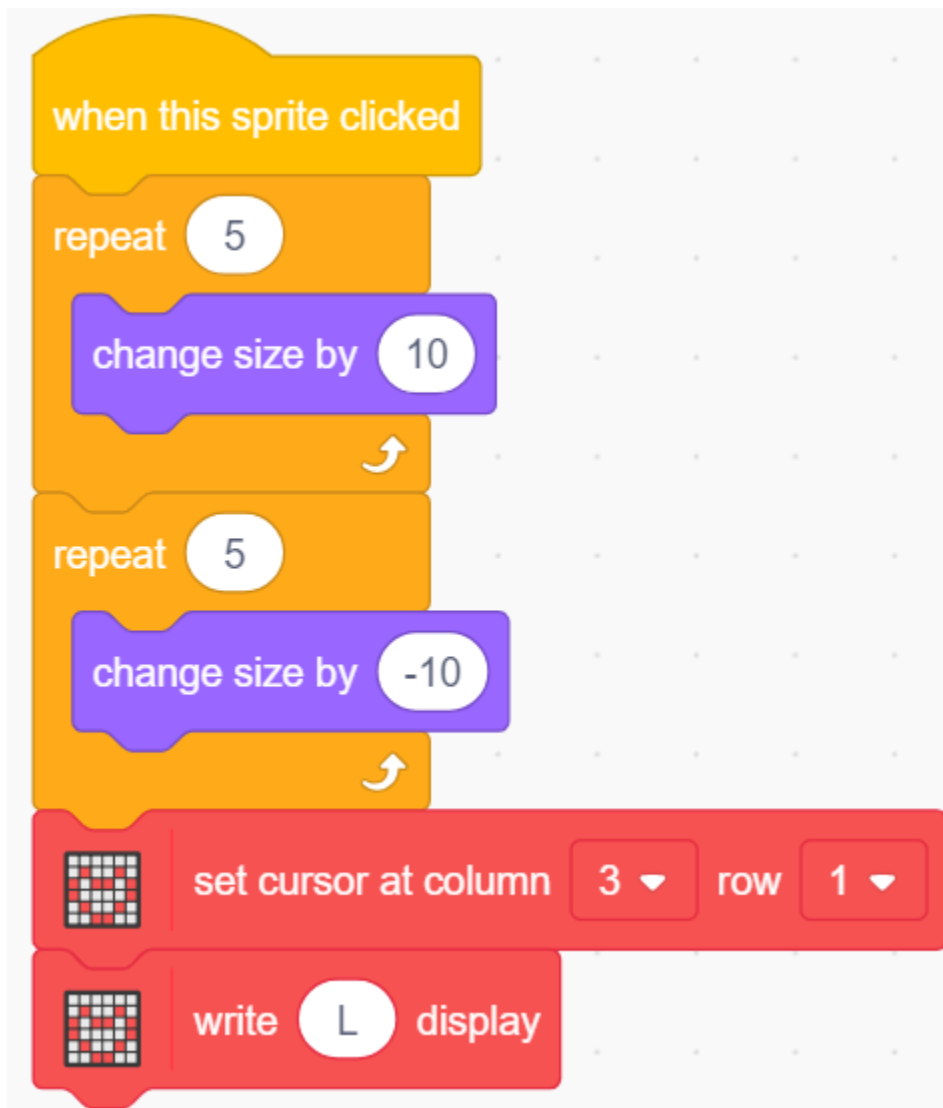 when this sprite clicked
repeat 5
change size by 10
repeat 5
change size by -10
set cursor at column 3 row 1
write L display